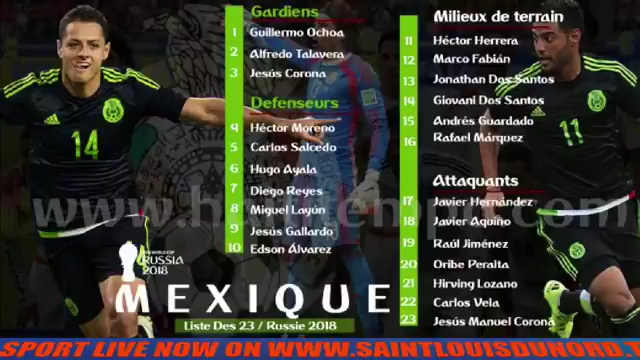 Gardiens
1 Guillermo Ochoa
2 Alfredo Talavera
3 Jesús Corona
Defenseurs
4 Héctor Moreno
5 Carlos Salcedo
6 Hugo Ayala
7 Diego Reyes
8 Miguel Layún
9 Jesús Gallardo
10 Edson Álvarez
Milieux de terrain
11 Héctor Herrera
12 Marco Fabián
13 Jonathan Dos Santos
14 Giovani Dos Santos
15 Andrés Guardado
16 Rafael Márquez
Attaquants
17 Javier Hernández
18 Javier Aquino
19 Raúl Jiménez
20 Oribe Peralta
21 Hirving Lozano
22 Carlos Vela
23 Jesús Manuel Corona
14
11
FIFA WORLD CUP
RUSSIA
2018
MEXIQUE
Liste Des 23 / Russie 2018
SPORT LIVE NOW ON WWW.SAINTLOUISDUNORD.